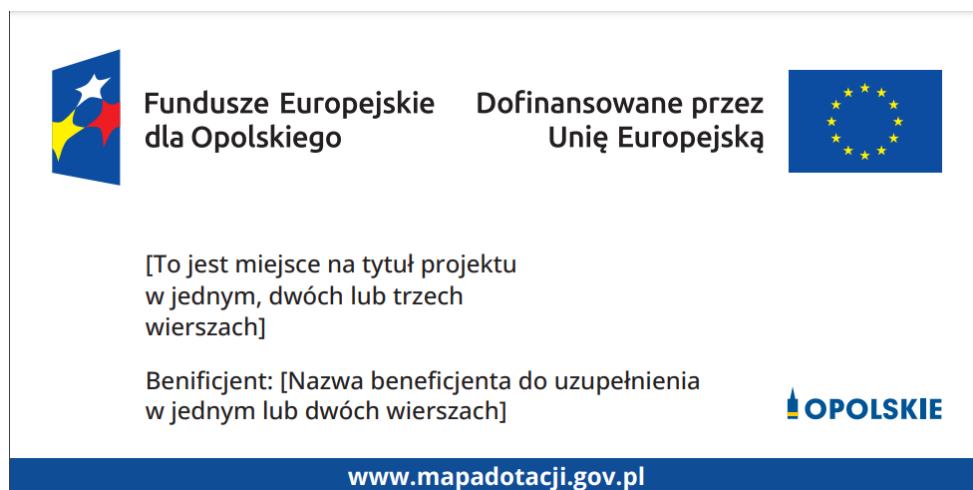 Fundusze Europejskie
dla Opolskiego
Dofinansowane przez
Unię Europejską
[To jest miejsce na tytuł projektu
w jednym, dwóch lub trzech
wierszach]
Benificjent: [Nazwa beneficjenta do uzupełnienia
w jednym lub dwóch wierszach]
OPOLSKIE
www.mapadotacji.gov.pl